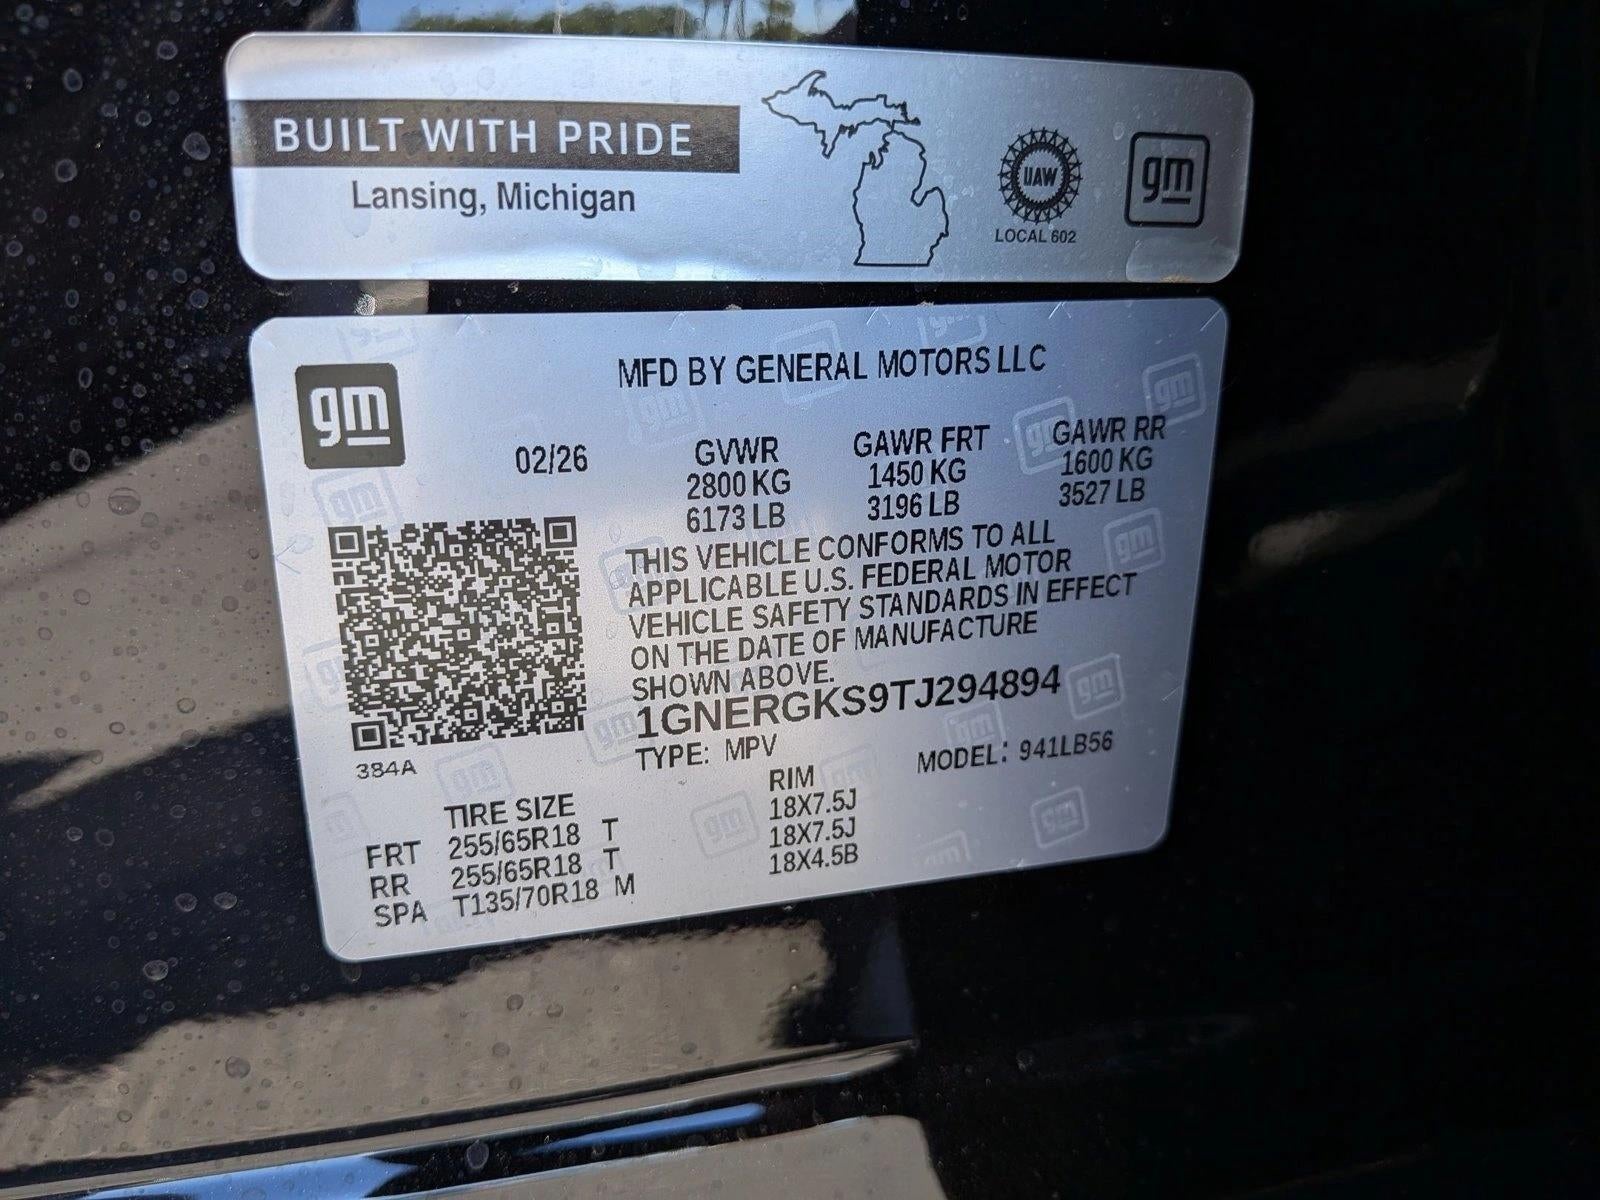 BUILT WITH PRIDE
Lansing, Michigan
UAW
LOCAL 602
gm
MFD BY GENERAL MOTORS LLC
gm
02/26
GVWR
2800 KG
6173 LB
GAWR FRT
1450 KG
3196 LB
GAWR RR
1600 KG
3527 LB
THIS VEHICLE CONFORMS TO ALL
APPLICABLE U.S. FEDERAL MOTOR
VEHICLE SAFETY STANDARDS IN EFFECT
ON THE DATE OF MANUFACTURE
SHOWN ABOVE.
1GNERGKS9TJ294894
TYPE: MPV MODEL: 941LB56
384A
TIRE SIZE RIM
FRT 255/65R18 T 18X7.5J
RR 255/65R18 T 18X7.5J
SPA T135/70R18 M 18X4.5B